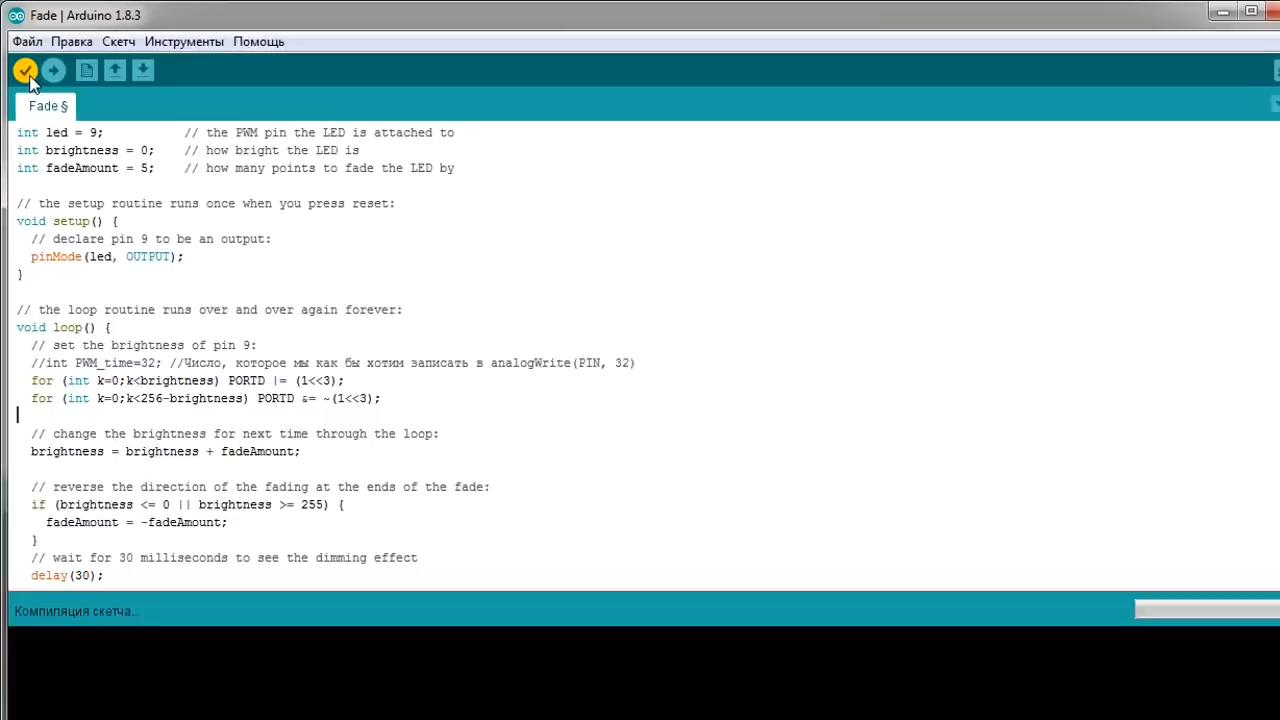 Fade | Arduino 1.8.3
Файл Правка Скетч Инструменты Помощь
Fade §
int led = 9;           // the PWM pin the LED is attached to
int brightness = 0;    // how bright the LED is
int fadeAmount = 5;    // how many points to fade the LED by
// the setup routine runs once when you press reset:
void setup() {
  // declare pin 9 to be an output:
  pinMode(led, OUTPUT);
}
// the loop routine runs over and over again forever:
void loop() {
  // set the brightness of pin 9:
  //int PWM_time=32; //Число, которое мы как бы хотим записать в analogWrite(PIN, 32)
  for (int k=0;k<brightness) PORTD |= (1<<3);
  for (int k=0;k<256-brightness) PORTD &= ~(1<<3);
  // change the brightness for next time through the loop:
  brightness = brightness + fadeAmount;
  // reverse the direction of the fading at the ends of the fade:
  if (brightness <= 0 || brightness >= 255) {
    fadeAmount = -fadeAmount;
  }
  // wait for 30 milliseconds to see the dimming effect
  delay(30);
Компиляция скетча...